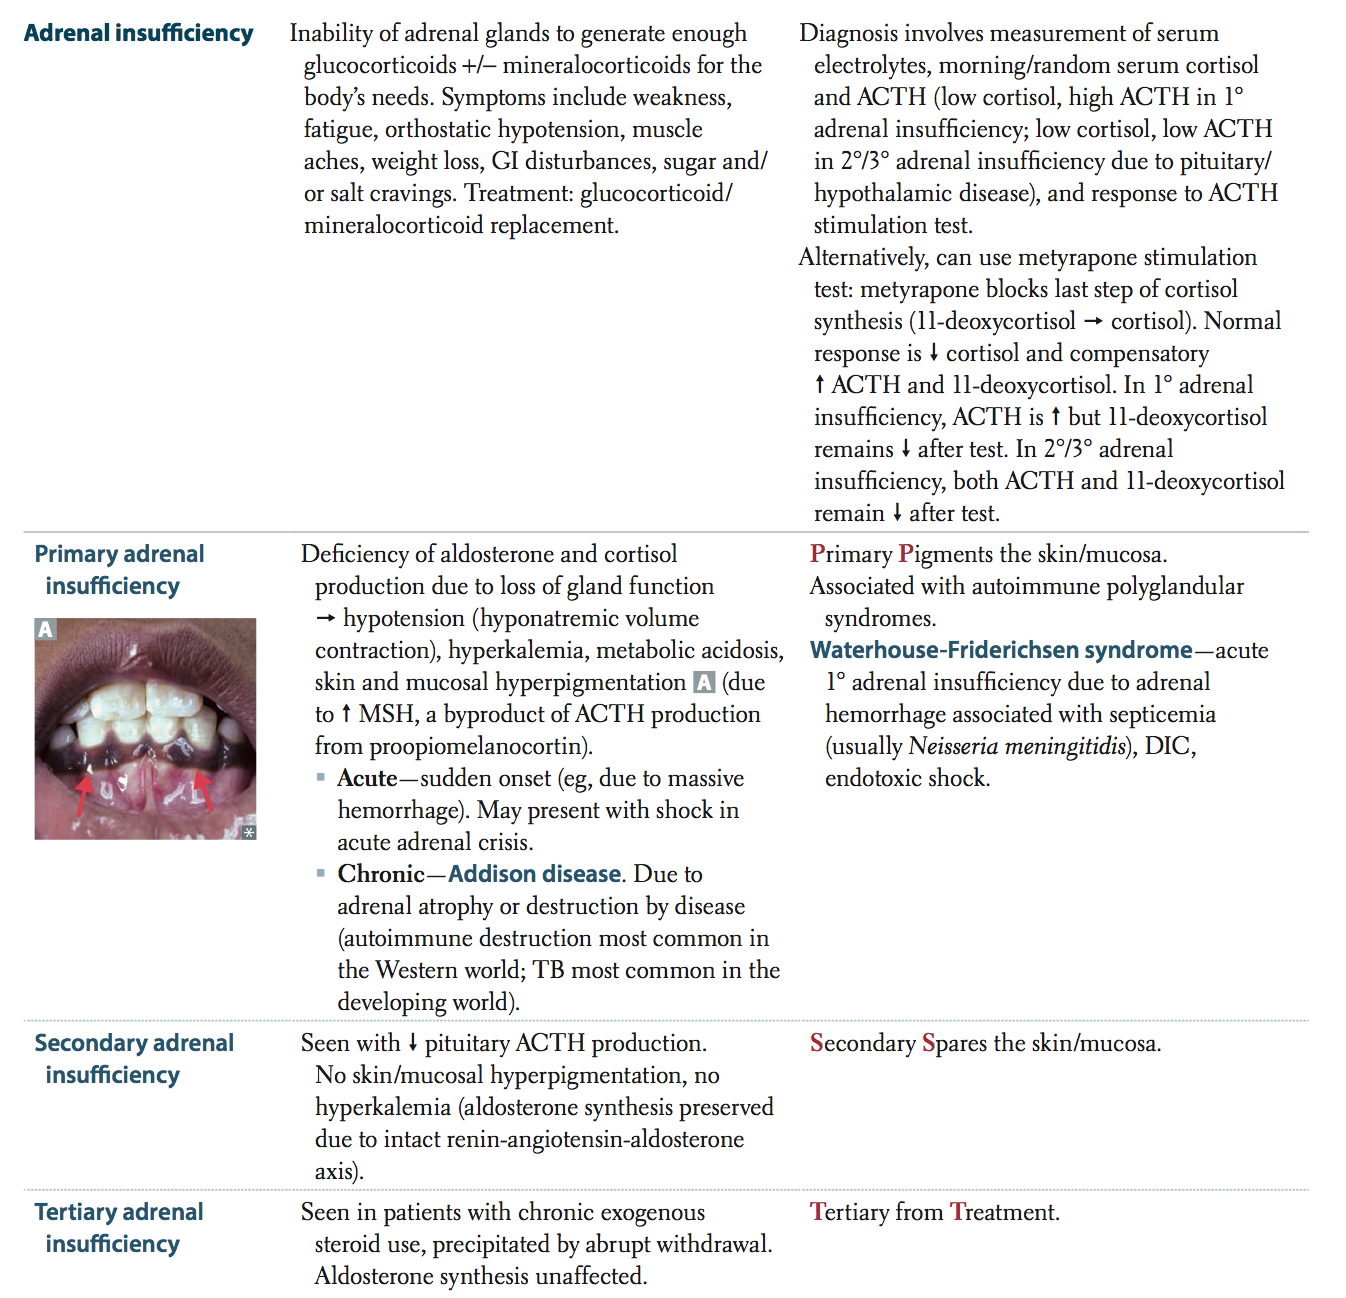 Adrenal insufficiency
Inability of adrenal glands to generate enough
glucocorticoids +/– mineralocorticoids for the
body’s needs. Symptoms include weakness,
fatigue, orthostatic hypotension, muscle
aches, weight loss, GI disturbances, sugar and/
or salt cravings. Treatment: glucocorticoid/
mineralocorticoid replacement.
Diagnosis involves measurement of serum
electrolytes, morning/random serum cortisol
and ACTH (low cortisol, high ACTH in 1°
adrenal insufficiency; low cortisol, low ACTH
in 2°/3° adrenal insufficiency due to pituitary/
hypothalamic disease), and response to ACTH
stimulation test.
Alternatively, can use metyrapone stimulation
test: metyrapone blocks last step of cortisol
synthesis (11-deoxycortisol → cortisol). Normal
response is ↓ cortisol and compensatory
↑ ACTH and 11-deoxycortisol. In 1° adrenal
insufficiency, ACTH is ↑ but 11-deoxycortisol
remains ↓ after test. In 2°/3° adrenal
insufficiency, both ACTH and 11-deoxycortisol
remain ↓ after test.
Primary adrenal
insufficiency
A
Deficiency of aldosterone and cortisol
production due to loss of gland function
→ hypotension (hyponatremic volume
contraction), hyperkalemia, metabolic acidosis,
skin and mucosal hyperpigmentation A (due
to ↑ MSH, a byproduct of ACTH production
from proopiomelanocortin).
▪ Acute—sudden onset (eg, due to massive
hemorrhage). May present with shock in
acute adrenal crisis.
▪ Chronic—Addison disease. Due to
adrenal atrophy or destruction by disease
(autoimmune destruction most common in
the Western world; TB most common in the
developing world).
Primary Pigments the skin/mucosa.
Associated with autoimmune polyglandular
syndromes.
Waterhouse-Friderichsen syndrome—acute
1° adrenal insufficiency due to adrenal
hemorrhage associated with septicemia
(usually Neisseria meningitidis), DIC,
endotoxic shock.
Secondary adrenal
insufficiency
Seen with ↓ pituitary ACTH production.
No skin/mucosal hyperpigmentation, no
hyperkalemia (aldosterone synthesis preserved
due to intact renin-angiotensin-aldosterone
axis).
Secondary Spares the skin/mucosa.
Tertiary adrenal
insufficiency
Seen in patients with chronic exogenous
steroid use, precipitated by abrupt withdrawal.
Aldosterone synthesis unaffected.
Tertiary from Treatment.